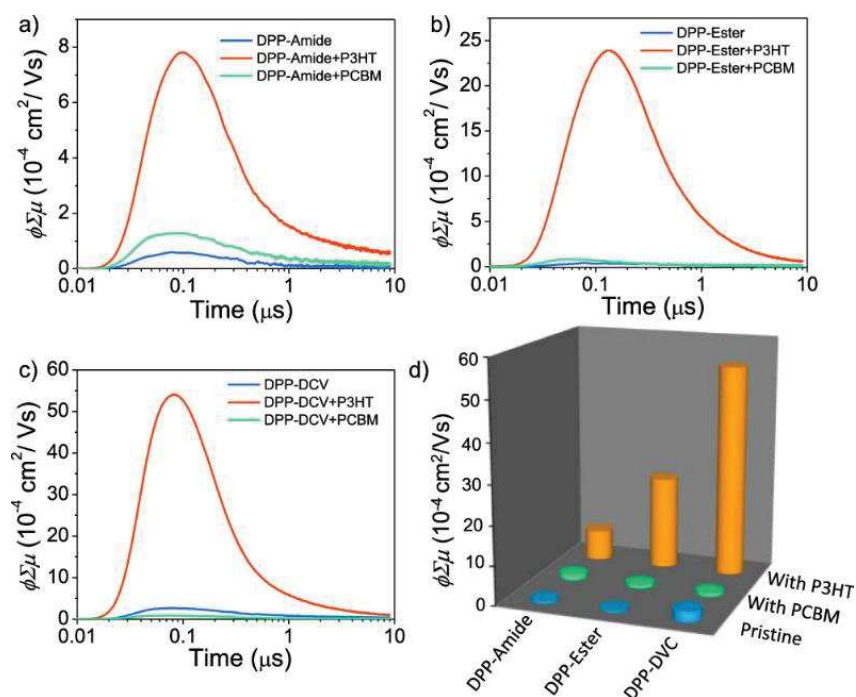 a)
DPP-Amide
DPP-Amide+P3HT
DPP-Amide+PCBM
8
6
4
2
0
ϕΣμ (10⁻⁴ cm²/ Vs)
0.01 0.1 1 10
Time (μs)
b)
DPP-Ester
DPP-Ester+P3HT
DPP-Ester+PCBM
25
20
15
10
5
0
ϕΣμ (10⁻⁴ cm²/ Vs)
0.01 0.1 1 10
Time (μs)
c)
DPP-DCV
DPP-DCV+P3HT
DPP-DCV+PCBM
60
50
40
30
20
10
0
ϕΣμ (10⁻⁴ cm²/ Vs)
0.01 0.1 1 10
Time (μs)
d)
60
50
40
30
20
10
0
ϕΣμ (10⁻⁴ cm²/Vs)
DPP-Amide
DPP-Ester
DPP-DVC
With P3HT
With PCBM
Pristine